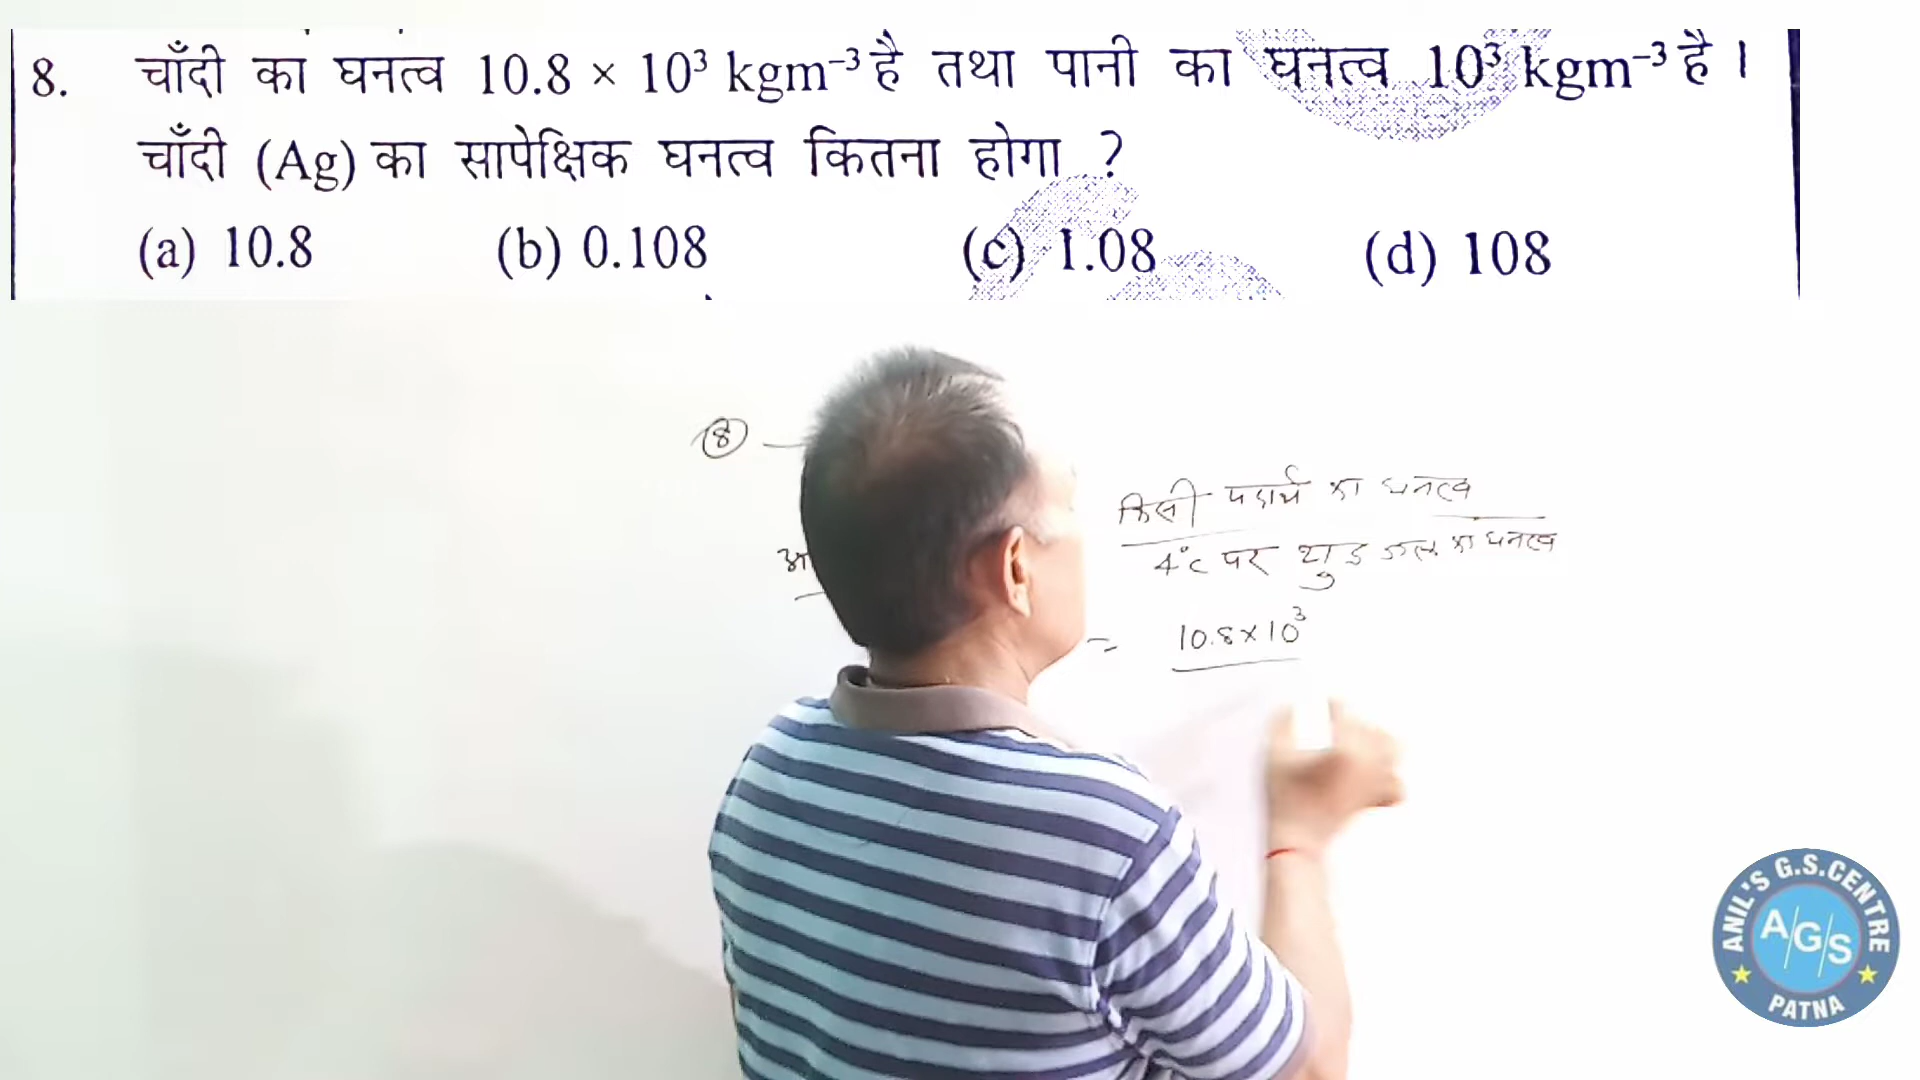 8. चाँदी का घनत्व 10.8 × 10³ kgm⁻³ है तथा पानी का घनत्व 10³ kgm⁻³ है ।
चाँदी (Ag) का सापेक्षिक घनत्व कितना होगा ?
(a) 10.8 (b) 0.108 (c) 1.08 (d) 108
8
किसी पदार्थ का घनत्व
4°C पर शुद्ध जल का घनत्व
= 10.8 × 10³
ANIL'S G.S.CENTRE
A/G/S
PATNA